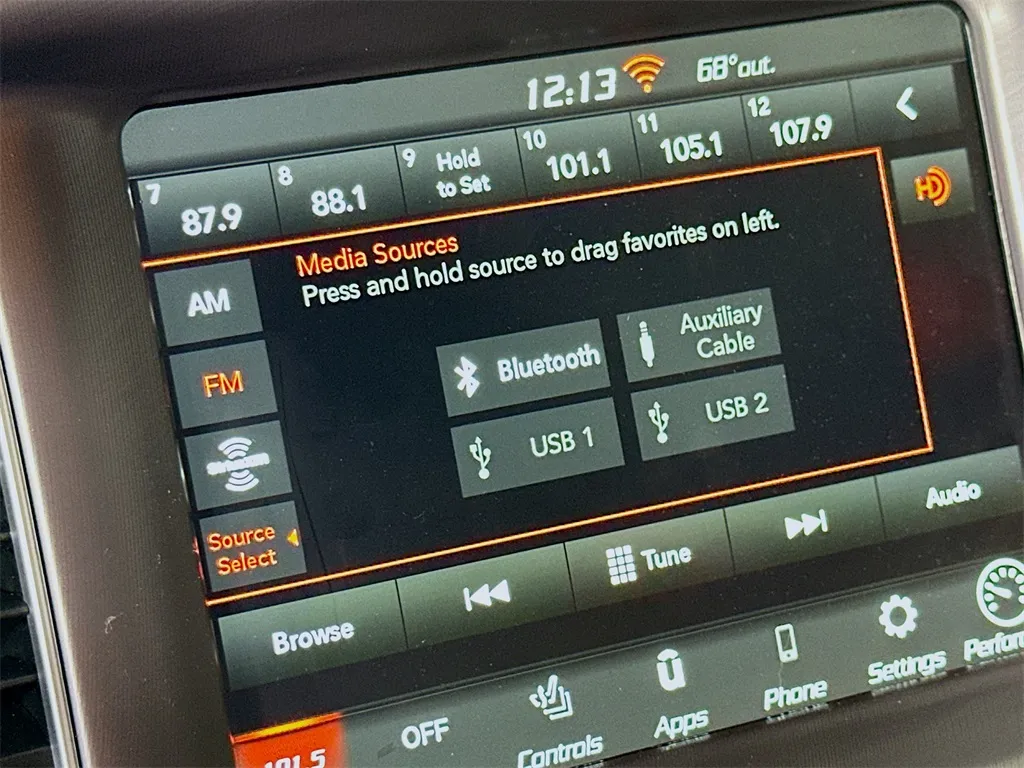 12:13 68°out.
7 87.9
8 88.1
9 Hold
to Set
10 101.1
11 105.1
12 107.9
HD
Media Sources
Press and hold source to drag favorites on left.
AM
FM
Source
Select
Bluetooth
Auxiliary
Cable
USB 1
USB 2
Browse
Tune
Audio
OFF
Controls
Apps
Phone
Settings
Perform